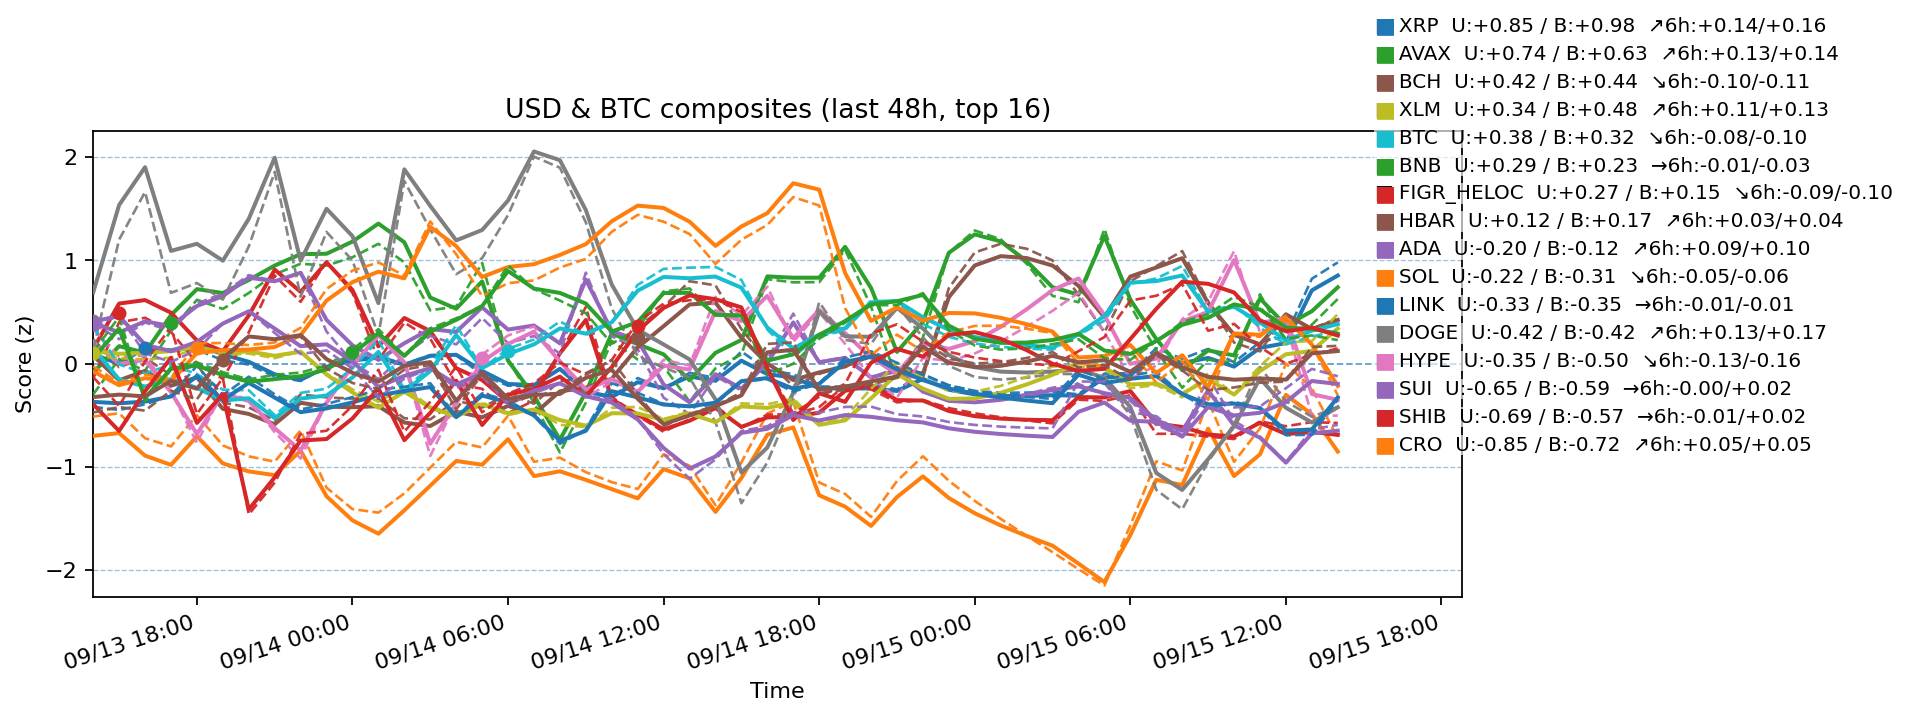 XRP U:+0.85 / B:+0.98 ↗6h:+0.14/+0.16
AVAX U:+0.74 / B:+0.63 ↗6h:+0.13/+0.14
BCH U:+0.42 / B:+0.44 ↘6h:-0.10/-0.11
XLM U:+0.34 / B:+0.48 ↗6h:+0.11/+0.13
BTC U:+0.38 / B:+0.32 ↘6h:-0.08/-0.10
BNB U:+0.29 / B:+0.23 →6h:-0.01/-0.03
FIGR_HELOC U:+0.27 / B:+0.15 ↘6h:-0.09/-0.10
HBAR U:+0.12 / B:+0.17 ↗6h:+0.03/+0.04
ADA U:-0.20 / B:-0.12 ↗6h:+0.09/+0.10
SOL U:-0.22 / B:-0.31 ↘6h:-0.05/-0.06
LINK U:-0.33 / B:-0.35 →6h:-0.01/-0.01
DOGE U:-0.42 / B:-0.42 ↗6h:+0.13/+0.17
HYPE U:-0.35 / B:-0.50 ↘6h:-0.13/-0.16
SUI U:-0.65 / B:-0.59 →6h:-0.00/+0.02
SHIB U:-0.69 / B:-0.57 →6h:-0.01/+0.02
CRO U:-0.85 / B:-0.72 ↗6h:+0.05/+0.05
USD & BTC composites (last 48h, top 16)
Score (z)
2
1
0
−1
−2
09/13 18:00
09/14 00:00
09/14 06:00
09/14 12:00
09/14 18:00
09/15 00:00
09/15 06:00
09/15 12:00
09/15 18:00
Time